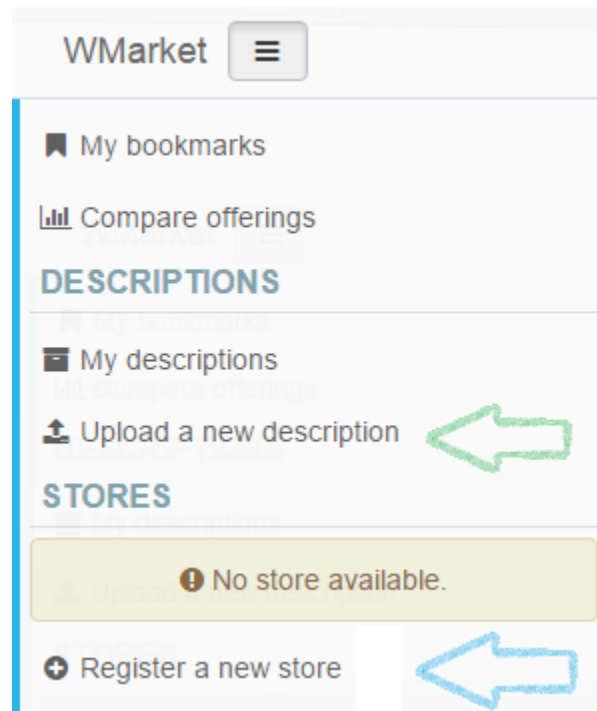 WMarket
My bookmarks
Compare offerings
DESCRIPTIONS
My descriptions
Upload a new description
STORES
No store available.
Register a new store